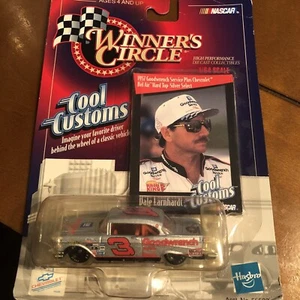 AGES 4 AND UP
NASCAR
WINNER'S
CIRCLE
HIGH PERFORMANCE
DIE CAST COLLECTIBLES
1:64 SCALE
Cool
Customs
Imagine your favorite driver
behind the wheel of a classic vehicle
1957 Goodwrench Service Plus Chevrolet
Bel Air Hard Top-Silver Select
Cool
Customs
Dale Earnhardt
3
Goodwrench
CHEVROLET
Hasbro